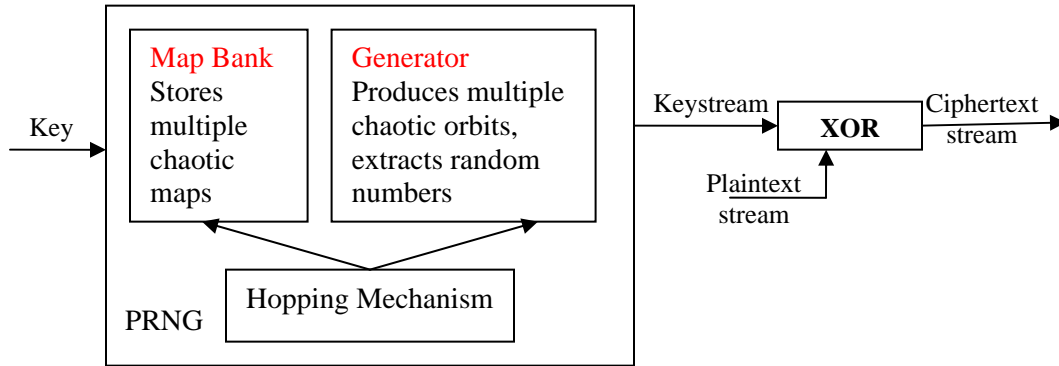 Key
Map Bank
Stores
multiple
chaotic
maps
Generator
Produces multiple
chaotic orbits,
extracts random
numbers
Hopping Mechanism
PRNG
Keystream
XOR
Plaintext
stream
Ciphertext
stream